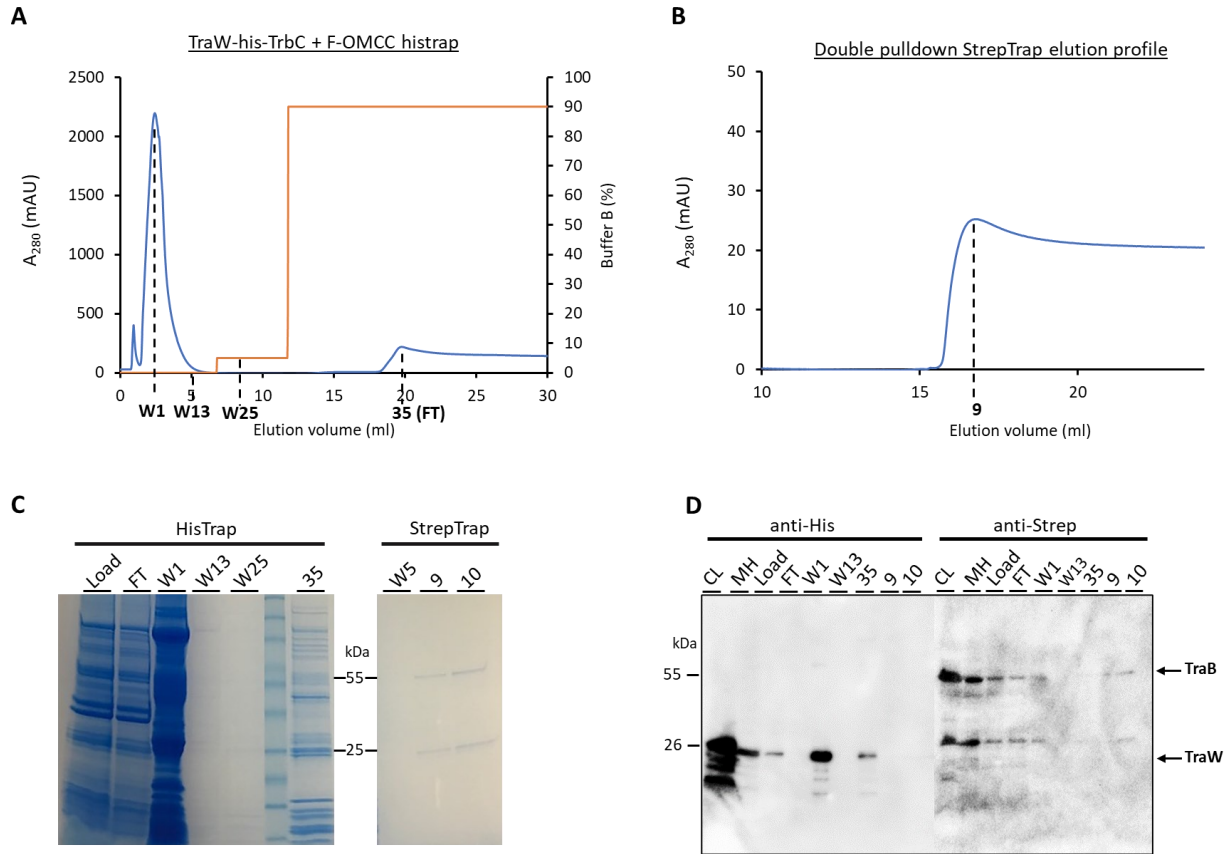 A
TraW-his-TrbC + F-OMCC histrap
2500
2000
1500
1000
500
0
A280 (mAU)
100
90
80
70
60
50
40
30
20
10
0
Buffer B (%)
0 5 10 15 20 25 30
W1 W13 W25 35 (FT)
Elution volume (ml)
B
Double pulldown StrepTrap elution profile
50
40
30
20
10
0
A280 (mAU)
10 15 20
9
Elution volume (ml)
C
HisTrap StrepTrap
Load FT W1 W13 W25 35 W5 9 10
kDa
55
25
D
anti-His anti-Strep
CL MH Load FT W1 W13 35 9 10 CL MH Load FT W1 W13 35 9 10
kDa
55
26
TraB
TraW